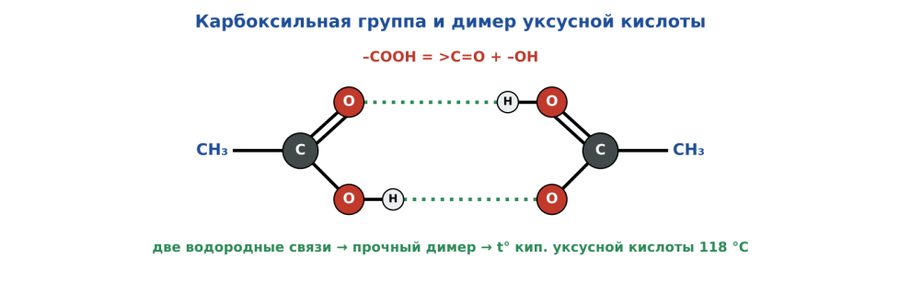 Карбоксильная группа и димер уксусной кислоты
–COOH = >C=O + –OH
O H O
CH₃ C C CH₃
O H O
две водородные связи → прочный димер → t° кип. уксусной кислоты 118 °C